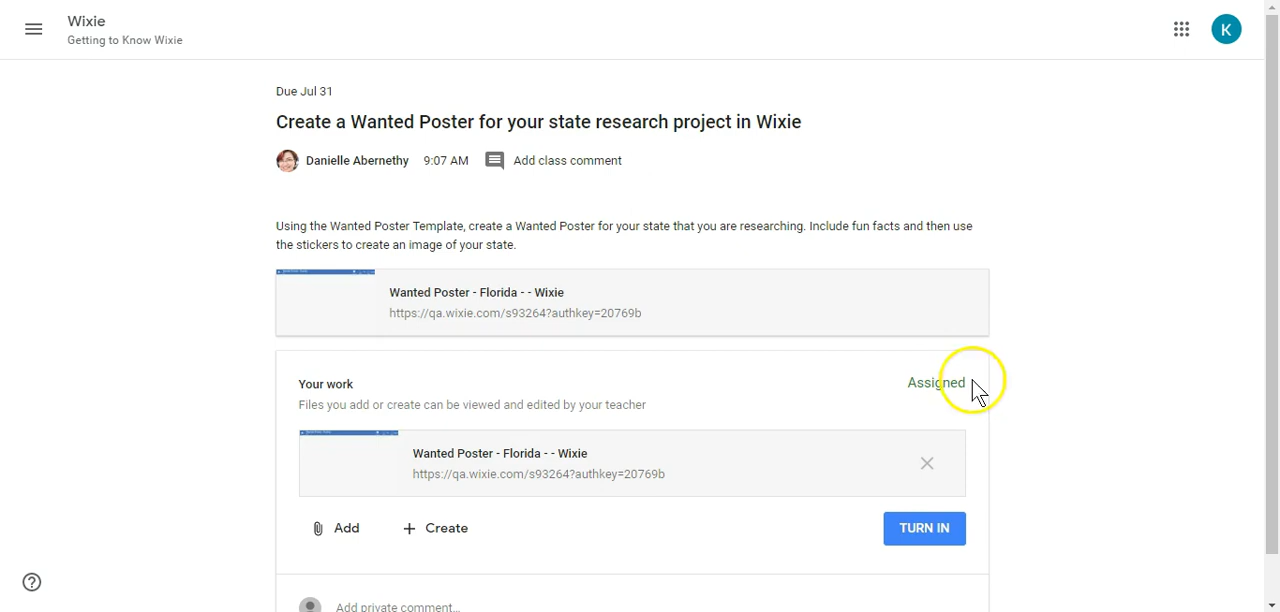 Wixie
Getting to Know Wixie
K
Due Jul 31
Create a Wanted Poster for your state research project in Wixie
Danielle Abernethy 9:07 AM Add class comment
Using the Wanted Poster Template, create a Wanted Poster for your state that you are researching. Include fun facts and then use
the stickers to create an image of your state.
Wanted Poster - Florida - - Wixie
https://qa.wixie.com/s93264?authkey=20769b
Your work
Assigned
Files you add or create can be viewed and edited by your teacher
Wanted Poster - Florida - - Wixie
https://qa.wixie.com/s93264?authkey=20769b
Add + Create TURN IN
Add private comment...